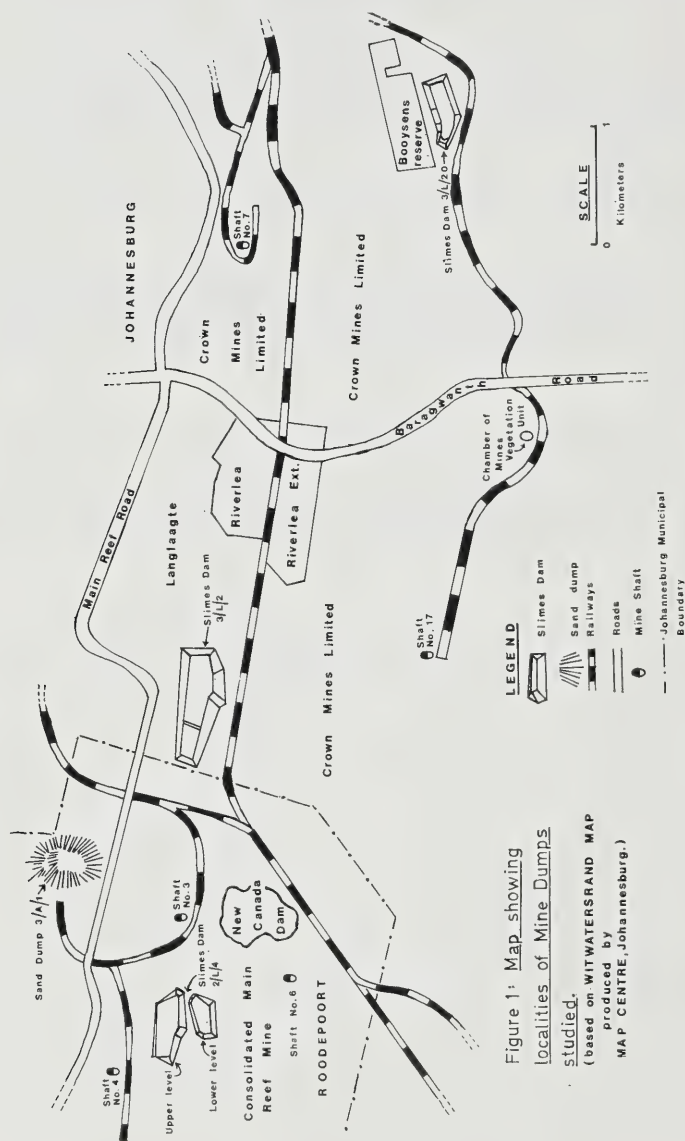 JOHANNESBURG
Main Reef Road
Sand Dump 3/A/1
Shaft
No. 7
Crown
Mines
Limited
Langlaagte
Riverlea
Riverlea Ext.
Slimes Dam
3/L/2
Shaft
No. 3
Shaft
No. 4
Slimes Dam
2/L/4
Upper level
Lower level
New
Canada
Dam
Consolidated Main
Reef Mine
Shaft No. 6
ROODEPOORT
Crown Mines Limited
Crown Mines Limited
Booysens
reserve
Slimes Dam 3/L/20
Baragwanth
Road
Chamber of
Mines
Vegetation
Unit
Shaft
No. 17
SCALE
0 1
Kilometers
LEGEND
Slimes Dam
Sand dump
Railways
Roads
Mine Shaft
Johannesburg Municipal
Boundary
Figure 1: Map showing
localities of Mine Dumps
studied.
(based on WITWATERSRAND MAP
produced by
MAP CENTRE, Johannesburg.)